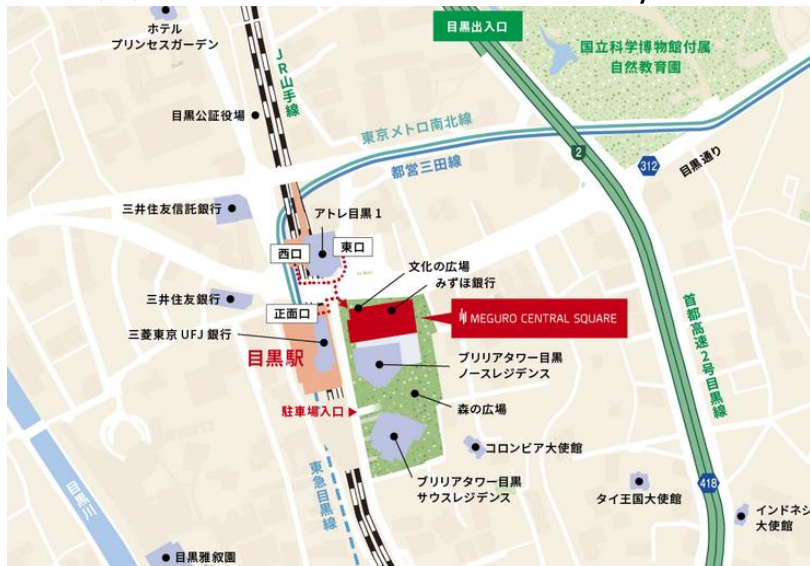 ホテル
プリンセスガーデン
JR山手線
目黒出入口
国立科学博物館付属
自然教育園
目黒公証役場
東京メトロ南北線
都営三田線
2
312
目黒通り
三井住友信託銀行
アトレ目黒1
西口
東口
文化の広場
みずほ銀行
三井住友銀行
正面口
MEGURO CENTRAL SQUARE
三菱東京UFJ銀行
目黒駅
ブリリアタワー目黒
ノースレジデンス
首都高速2号目黒線
森の広場
駐車場入口
コロンビア大使館
東急目黒線
ブリリアタワー目黒
サウスレジデンス
目黒川
タイ王国大使館
418
インドネシ
大使館
目黒雅叙園